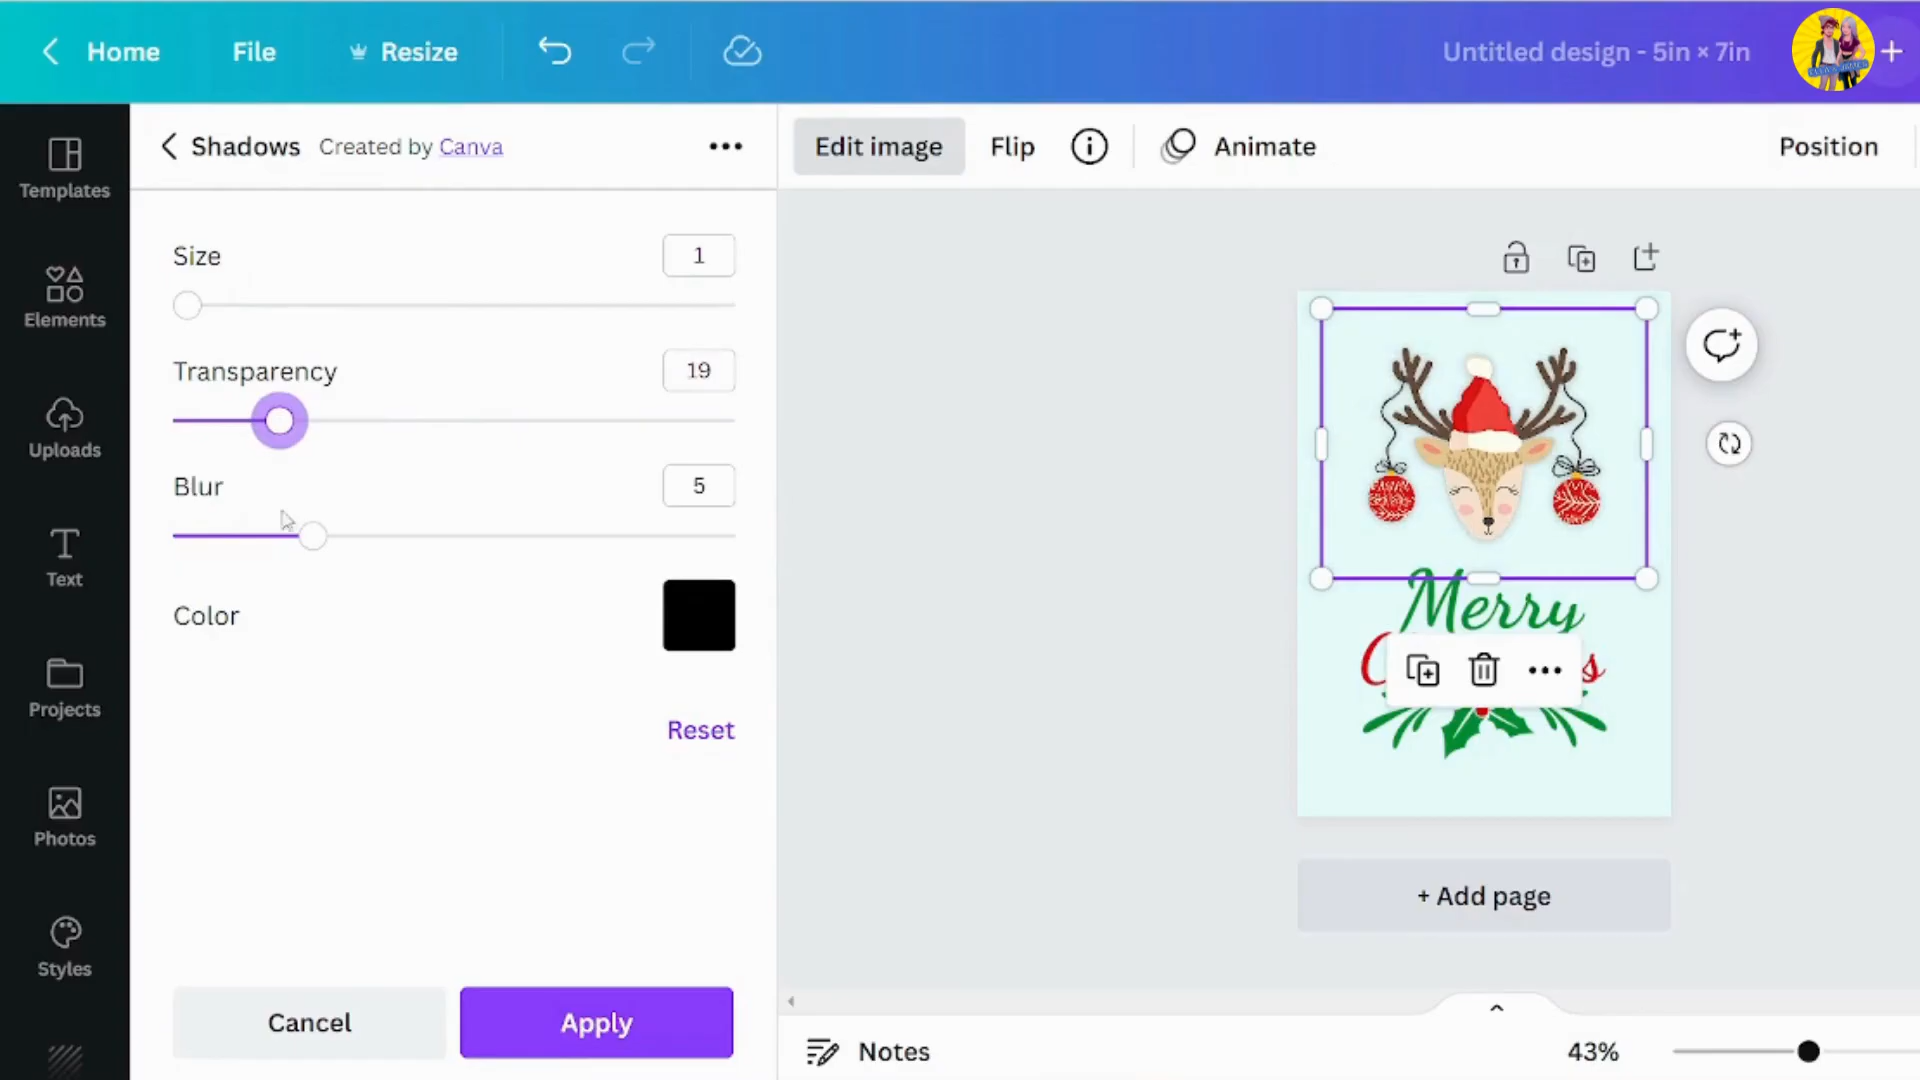 Home File Resize Untitled design - 5in × 7in
Shadows Created by Canva
Edit image Flip Animate Position
Templates
Elements
Uploads
Text
Projects
Photos
Styles
Size 1
Transparency 19
Blur 5
Color
Reset
Cancel Apply
Merry
+ Add page
Notes 43%